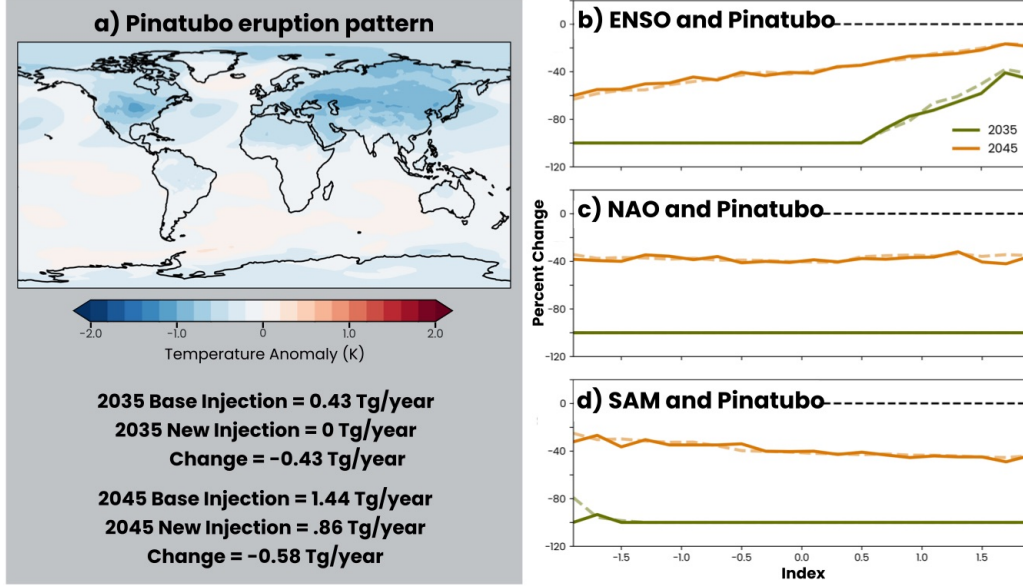 a) Pinatubo eruption pattern
-2.0 -1.0 0 1.0 2.0
Temperature Anomaly (K)
2035 Base Injection = 0.43 Tg/year
2035 New Injection = 0 Tg/year
Change = -0.43 Tg/year
2045 Base Injection = 1.44 Tg/year
2045 New Injection = .86 Tg/year
Change = -0.58 Tg/year
Percent Change
b) ENSO and Pinatubo
0
-40
-80
-120
2035
2045
c) NAO and Pinatubo
0
-40
-80
-120
d) SAM and Pinatubo
0
-40
-80
-120
-1.5 -1.0 -0.5 0.0 0.5 1.0 1.5
Index